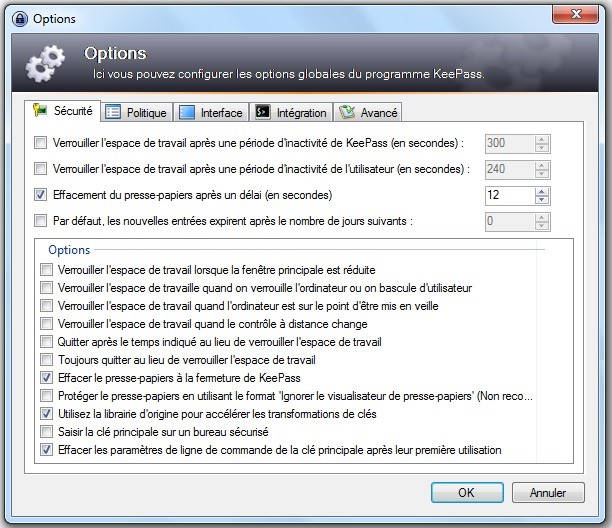 Options
Options
Ici vous pouvez configurer les options globales du programme KeePass.
Sécurité Politique Interface Intégration Avancé
Verrouiller l'espace de travail après une période d'inactivité de KeePass (en secondes) : 300
Verrouiller l'espace de travail après une période d'inactivité de l'utilisateur (en secondes) : 240
Effacement du presse-papiers après un délai (en secondes) 12
Par défaut, les nouvelles entrées expirent après le nombre de jours suivants : 0
Options
Verrouiller l'espace de travail lorsque la fenêtre principale est réduite
Verrouiller l'espace de travaille quand on verrouille l'ordinateur ou on bascule d'utilisateur
Verrouiller l'espace de travail quand l'ordinateur est sur le point d'être mis en veille
Verrouiller l'espace de travail quand le contrôle à distance change
Quitter après le temps indiqué au lieu de verrouiller l'espace de travail
Toujours quitter au lieu de verrouiller l'espace de travail
Effacer le presse-papiers à la fermeture de KeePass
Protéger le presse-papiers en utilisant le format 'Ignorer le visualisateur de presse-papiers' (Non reco...
Utilisez la librairie d'origine pour accélérer les transformations de clés
Saisir la clé principale sur un bureau sécurisé
Effacer les paramètres de ligne de commande de la clé principale après leur première utilisation
OK Annuler